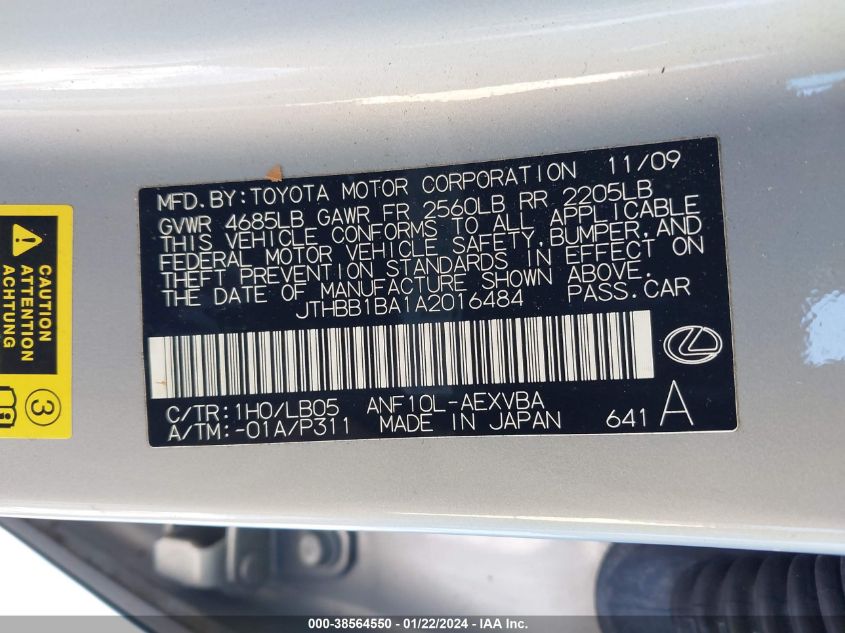 MFD.BY:TOYOTA MOTOR CORPORATION 11/09
GVWR 4685LB GAWR FR 2560LB RR 2205LB
THIS VEHICLE CONFORMS TO ALL APPLICABLE
FEDERAL MOTOR VEHICLE SAFETY,BUMPER,AND
THEFT PREVENTION STANDARDS IN EFFECT ON
THE DATE OF MANUFACTURE SHOWN ABOVE.
JTHBB1BA1A2016484 PASS.CAR
C/TR:1H0/LB05 ANF10L-AEXVBA
A/TM:-01A/P311 MADE IN JAPAN 641 A
CAUTION
ATTENTION
ACHTUNG
3
000-38564550 - 01/22/2024 - IAA Inc.